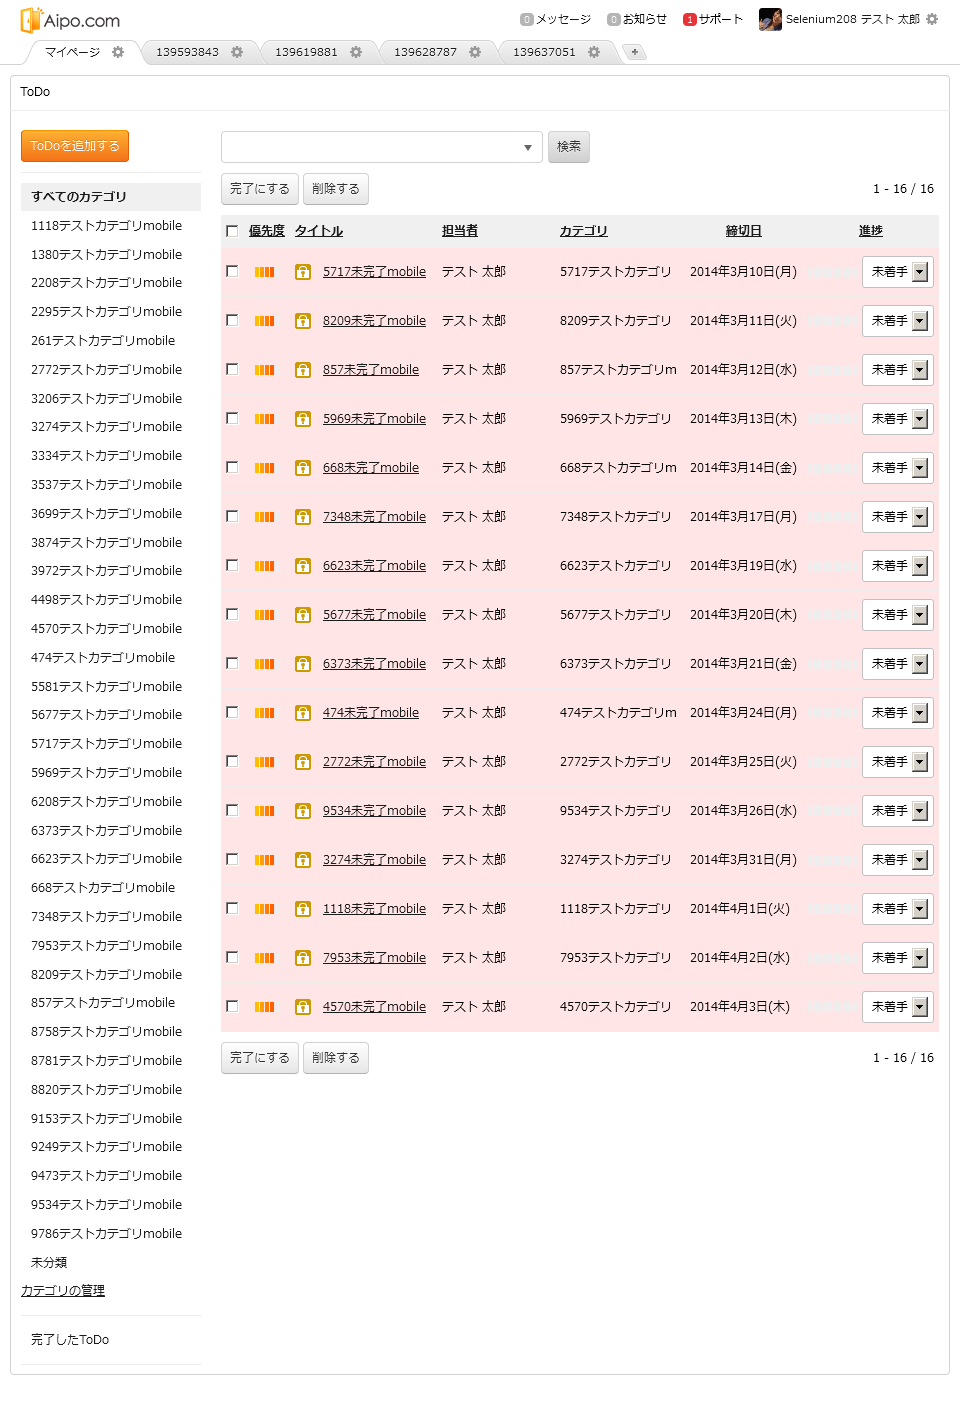 Aipo.com
0 メッセージ 0 お知らせ 1 サポート Selenium208 テスト 太郎
マイページ 139593843 139619881 139628787 139637051 +
ToDo
ToDoを追加する
検索
完了にする 削除する 1 - 16 / 16
すべてのカテゴリ
1118テストカテゴリmobile
1380テストカテゴリmobile
2208テストカテゴリmobile
2295テストカテゴリmobile
261テストカテゴリmobile
2772テストカテゴリmobile
3206テストカテゴリmobile
3274テストカテゴリmobile
3334テストカテゴリmobile
3537テストカテゴリmobile
3699テストカテゴリmobile
3874テストカテゴリmobile
3972テストカテゴリmobile
4498テストカテゴリmobile
4570テストカテゴリmobile
474テストカテゴリmobile
5581テストカテゴリmobile
5677テストカテゴリmobile
5717テストカテゴリmobile
5969テストカテゴリmobile
6208テストカテゴリmobile
6373テストカテゴリmobile
6623テストカテゴリmobile
668テストカテゴリmobile
7348テストカテゴリmobile
7953テストカテゴリmobile
8209テストカテゴリmobile
857テストカテゴリmobile
8758テストカテゴリmobile
8781テストカテゴリmobile
8820テストカテゴリmobile
9153テストカテゴリmobile
9249テストカテゴリmobile
9473テストカテゴリmobile
9534テストカテゴリmobile
9786テストカテゴリmobile
未分類
カテゴリの管理
完了したToDo
優先度 タイトル 担当者 カテゴリ 締切日 進捗
5717未完了mobile テスト 太郎 5717テストカテゴリ 2014年3月10日(月) 未着手
8209未完了mobile テスト 太郎 8209テストカテゴリ 2014年3月11日(火) 未着手
857未完了mobile テスト 太郎 857テストカテゴリm 2014年3月12日(水) 未着手
5969未完了mobile テスト 太郎 5969テストカテゴリ 2014年3月13日(木) 未着手
668未完了mobile テスト 太郎 668テストカテゴリm 2014年3月14日(金) 未着手
7348未完了mobile テスト 太郎 7348テストカテゴリ 2014年3月17日(月) 未着手
6623未完了mobile テスト 太郎 6623テストカテゴリ 2014年3月19日(水) 未着手
5677未完了mobile テスト 太郎 5677テストカテゴリ 2014年3月20日(木) 未着手
6373未完了mobile テスト 太郎 6373テストカテゴリ 2014年3月21日(金) 未着手
474未完了mobile テスト 太郎 474テストカテゴリm 2014年3月24日(月) 未着手
2772未完了mobile テスト 太郎 2772テストカテゴリ 2014年3月25日(火) 未着手
9534未完了mobile テスト 太郎 9534テストカテゴリ 2014年3月26日(水) 未着手
3274未完了mobile テスト 太郎 3274テストカテゴリ 2014年3月31日(月) 未着手
1118未完了mobile テスト 太郎 1118テストカテゴリ 2014年4月1日(火) 未着手
7953未完了mobile テスト 太郎 7953テストカテゴリ 2014年4月2日(水) 未着手
4570未完了mobile テスト 太郎 4570テストカテゴリ 2014年4月3日(木) 未着手
完了にする 削除する 1 - 16 / 16